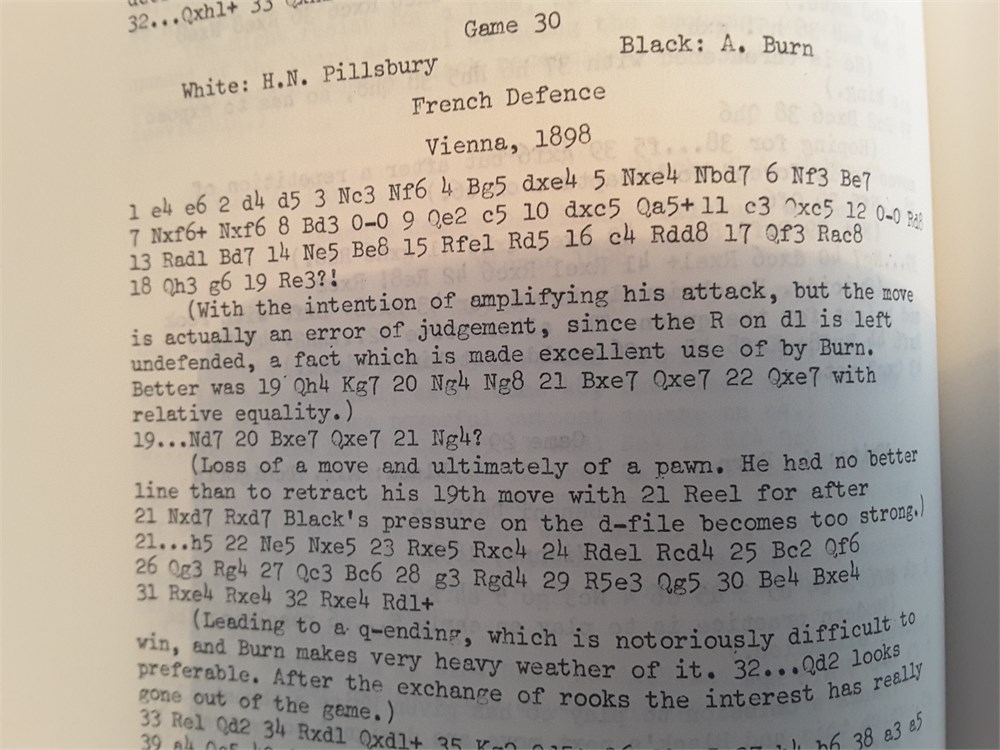 32...Qxh1+ 33
Game 30
White: H.N. Pillsbury Black: A. Burn
French Defence
Vienna, 1898
1 e4 e6 2 d4 d5 3 Nc3 Nf6 4 Bg5 dxe4 5 Nxe4 Nbd7 6 Nf3 Be7
7 Nxf6+ Nxf6 8 Bd3 0-0 9 Qe2 c5 10 dxc5 Qa5+ 11 c3 Qxc5 12 0-0 Rd8
13 Rad1 Bd7 14 Ne5 Be8 15 Rfe1 Rd5 16 c4 Rdd8 17 Qf3 Rac8
18 Qh3 g6 19 Re3?!
(With the intention of amplifying his attack, but the move
is actually an error of judgement, since the R on d1 is left
undefended, a fact which is made excellent use of by Burn.
Better was 19 Qh4 Kg7 20 Ng4 Ng8 21 Bxe7 Qxe7 22 Qxe7 with
relative equality.)
19...Nd7 20 Bxe7 Qxe7 21 Ng4?
(Loss of a move and ultimately of a pawn. He had no better
line than to retract his 19th move with 21 Ree1 for after
21 Nxd7 Rxd7 Black's pressure on the d-file becomes too strong.)
21...h5 22 Ne5 Nxe5 23 Rxe5 Rxc4 24 Rde1 Rcd4 25 Bc2 Qf6
26 Qg3 Rg4 27 Qc3 Bc6 28 g3 Rgd4 29 R5e3 Qg5 30 Be4 Bxe4
31 Rxe4 Rxe4 32 Rxe4 Rd1+
(Leading to a q-ending, which is notoriously difficult to
win, and Burn makes very heavy weather of it. 32...Qd2 looks
preferable. After the exchange of rooks the interest has really
gone out of the game.)
33 Re1 Qd2 34 Rxd1 Qxd1+ 35 b6 38 a3 a5
39 a4